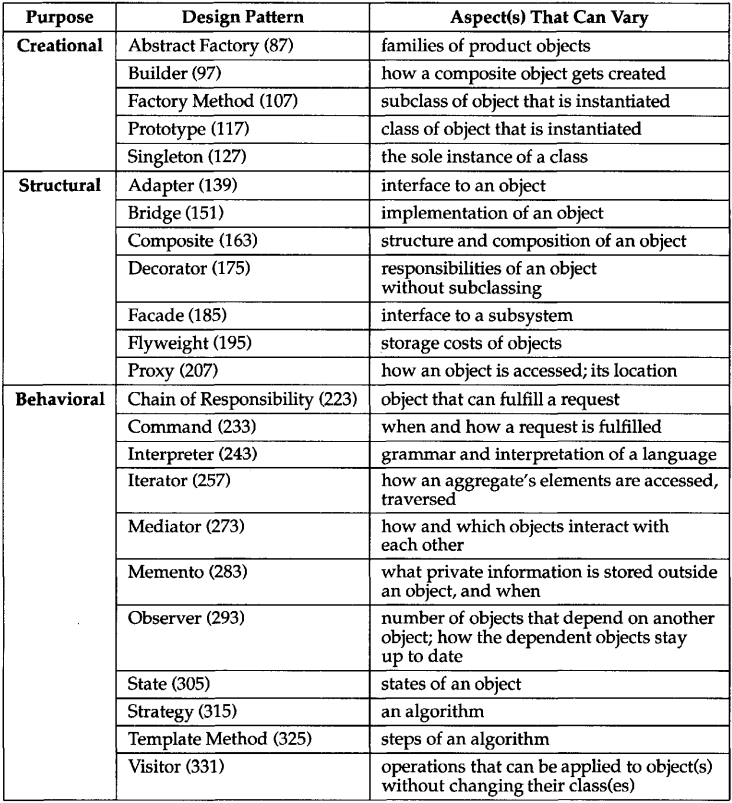 Purpose Design Pattern Aspect(s) That Can Vary
Creational Abstract Factory (87) families of product objects
Builder (97) how a composite object gets created
Factory Method (107) subclass of object that is instantiated
Prototype (117) class of object that is instantiated
Singleton (127) the sole instance of a class
Structural Adapter (139) interface to an object
Bridge (151) implementation of an object
Composite (163) structure and composition of an object
Decorator (175) responsibilities of an object
without subclassing
Facade (185) interface to a subsystem
Flyweight (195) storage costs of objects
Proxy (207) how an object is accessed; its location
Behavioral Chain of Responsibility (223) object that can fulfill a request
Command (233) when and how a request is fulfilled
Interpreter (243) grammar and interpretation of a language
Iterator (257) how an aggregate's elements are accessed,
traversed
Mediator (273) how and which objects interact with
each other
Memento (283) what private information is stored outside
an object, and when
Observer (293) number of objects that depend on another
object; how the dependent objects stay
up to date
State (305) states of an object
Strategy (315) an algorithm
Template Method (325) steps of an algorithm
Visitor (331) operations that can be applied to object(s)
without changing their class(es)